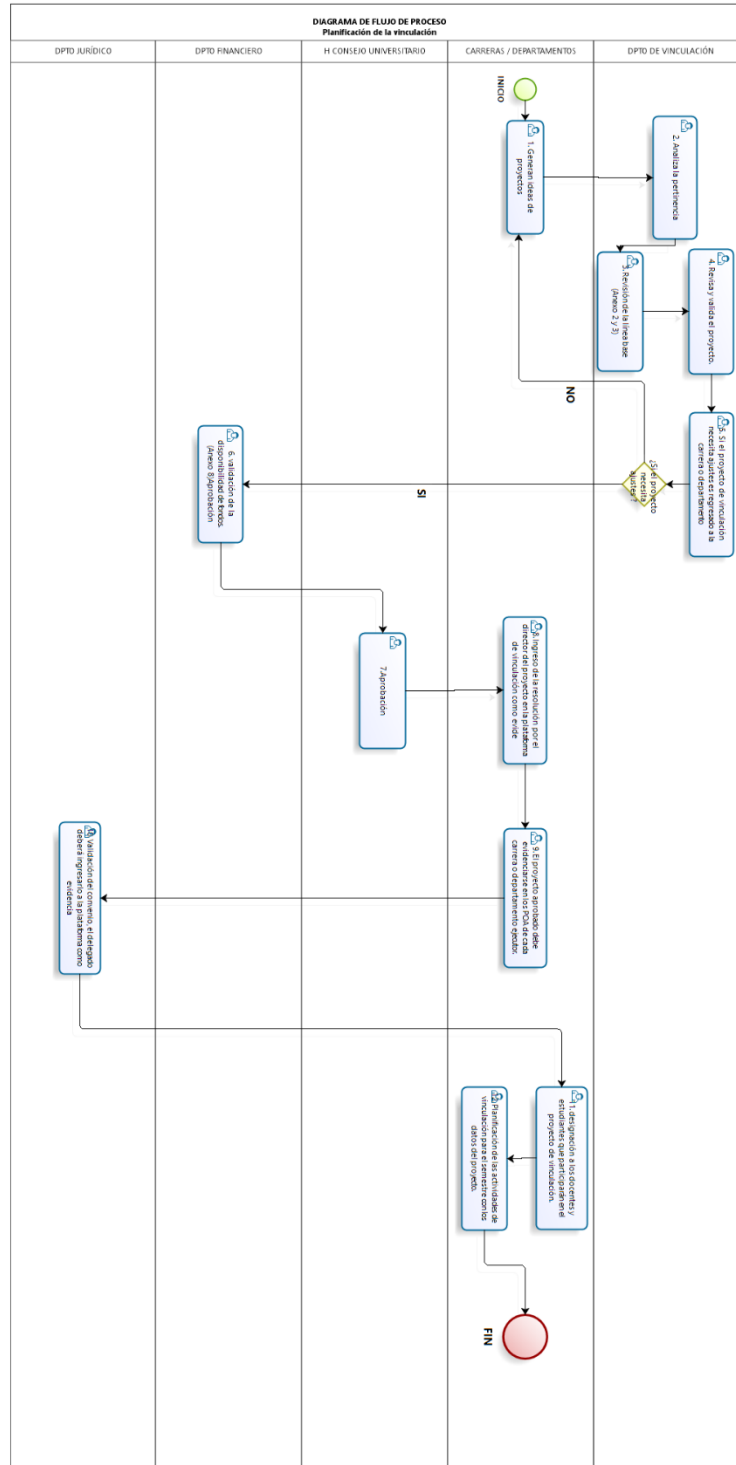 DIAGRAMA DE FLUJO DE PROCESO
Planificación de la vinculación
DPTO JURÍDICO
DPTO FINANCIERO
H CONSEJO UNIVERSITARIO
CARRERAS / DEPARTAMENTOS
DPTO DE VINCULACIÓN
INICIO
1. Generan ideas de
proyectos
2. Analiza la pertinencia
3. Revisión de la línea base
(Anexo 2 y 3)
4. Revisa y valida el proyecto.
5. Si el proyecto de vinculación
necesita ajustes es regresado a la
carrera o departamento
¿Si el proyecto
necesita
ajustes?
NO
SI
6. validación de la
disponibilidad de fondos.
(Anexo 8)Aprobación
7.Aprobación
8. Ingreso de la resolución por el
director del proyecto en la plataforma
de vinculación como evide
9. El proyecto aprobado debe
evidenciarse en los POA de cada
carrera o departamento ejecutor.
Validación del convenio, el delegado
deberá ingresarlo a la plataforma como
evidencia
11. designación a los docentes y
estudiantes que participarán en el
proyecto de vinculación.
Planificación de las actividades de
vinculación para el semestre con los
datos del proyecto.
FIN